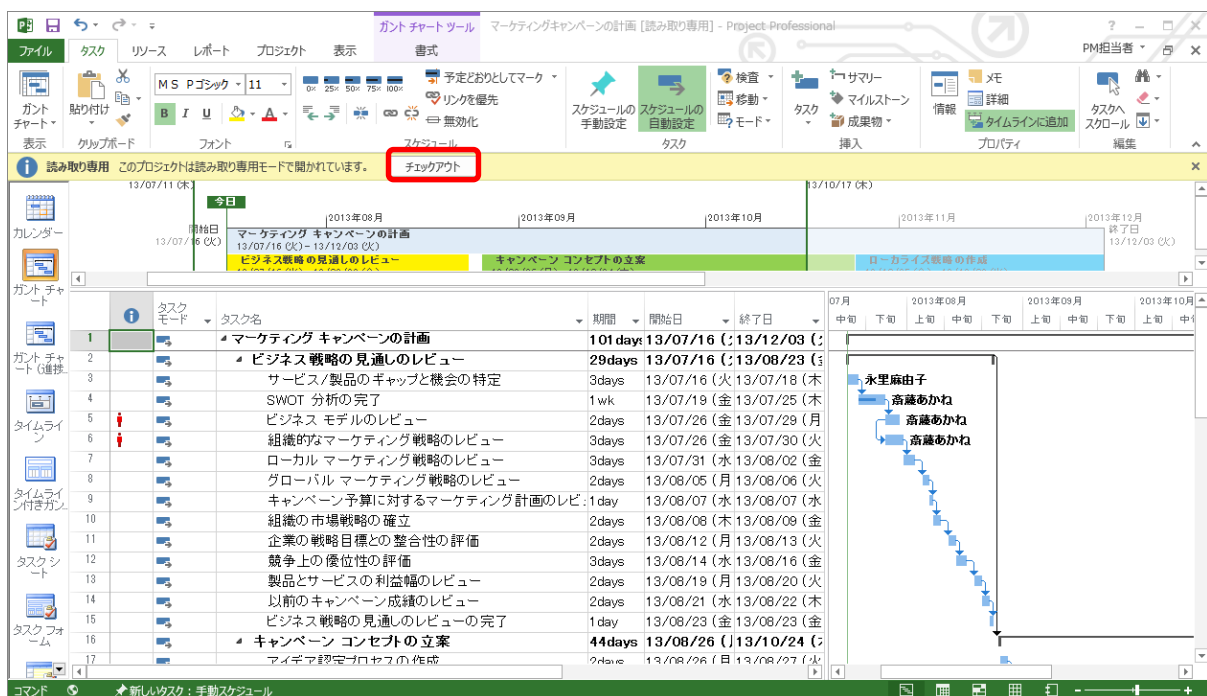 ガント チャート ツール
マーケティングキャンペーンの計画 [読み取り専用] - Project Professional
ファイル タスク リソース レポート プロジェクト 表示 書式 PM担当者
ガント チャート
貼り付け
MS Pゴシック 11
B I U A
0× 25× 50× 75× 100×
予定どおりとしてマーク
リンクを優先
無効化
スケジュールの 手動設定
スケジュールの 自動設定
検査
移動
モード
タスク
サマリー
マイルストーン
成果物
情報
メモ
詳細
タイムラインに追加
タスクへ スクロール
表示 クリップボード フォント スケジュール タスク 挿入 プロパティ 編集
読み取り専用 このプロジェクトは読み取り専用モードで開かれています。 チェックアウト
13/07/11 (木) 13/10/17 (木)
今日
2013年08月 2013年09月 2013年10月 2013年11月 2013年12月
開始日
13/07/16 (火)
マーケティング キャンペーンの計画
13/07/16 (火) - 13/12/03 (火)
終了日
13/12/03 (火)
ビジネス戦略の見通しのレビュー キャンペーン コンセプトの立案 ローカライズ戦略の作成
カレンダー
ガント チャート
ガント チャート (進捗
タイムライン
タイムライン付きガン
タスク シート
タスク フォーム
タスク モード タスク名 期間 開始日 終了日
07月 2013年08月 2013年09月 2013年10月
中旬 下旬 上旬 中旬 下旬 上旬 中旬 下旬 上旬
1 マーケティング キャンペーンの計画 101 days 13/07/16 ( 13/12/03 (
2 ビジネス戦略の見通しのレビュー 29days 13/07/16 ( 13/08/23 (
3 サービス/製品のギャップと機会の特定 3days 13/07/16 (火 13/07/18 (木 永里麻由子
4 SWOT 分析の完了 1wk 13/07/19 (金 13/07/25 (木 斎藤あかね
5 ビジネス モデルのレビュー 2days 13/07/26 (金 13/07/29 (月 斎藤あかね
6 組織的なマーケティング戦略のレビュー 3days 13/07/26 (金 13/07/30 (火 斎藤あかね
7 ローカル マーケティング戦略のレビュー 3days 13/07/31 (水 13/08/02 (金
8 グローバル マーケティング戦略のレビュー 2days 13/08/05 (月 13/08/06 (火
9 キャンペーン予算に対するマーケティング計画のレビ 1day 13/08/07 (水 13/08/07 (水
10 組織の市場戦略の確立 2days 13/08/08 (木 13/08/09 (金
11 企業の戦略目標との整合性の評価 2days 13/08/12 (月 13/08/13 (火
12 競争上の優位性の評価 3days 13/08/14 (水 13/08/16 (金
13 製品とサービスの利益幅のレビュー 2days 13/08/19 (月 13/08/20 (火
14 以前のキャンペーン成績のレビュー 2days 13/08/21 (水 13/08/22 (木
15 ビジネス戦略の見通しのレビューの完了 1day 13/08/23 (金 13/08/23 (金
16 キャンペーン コンセプトの立案 44days 13/08/26 ( 13/10/24 (
17 アイデア認定プロセスの作成 2days 13/08/26 (月 13/08/27 (火
コマンド 新しいタスク : 手動スケジュール